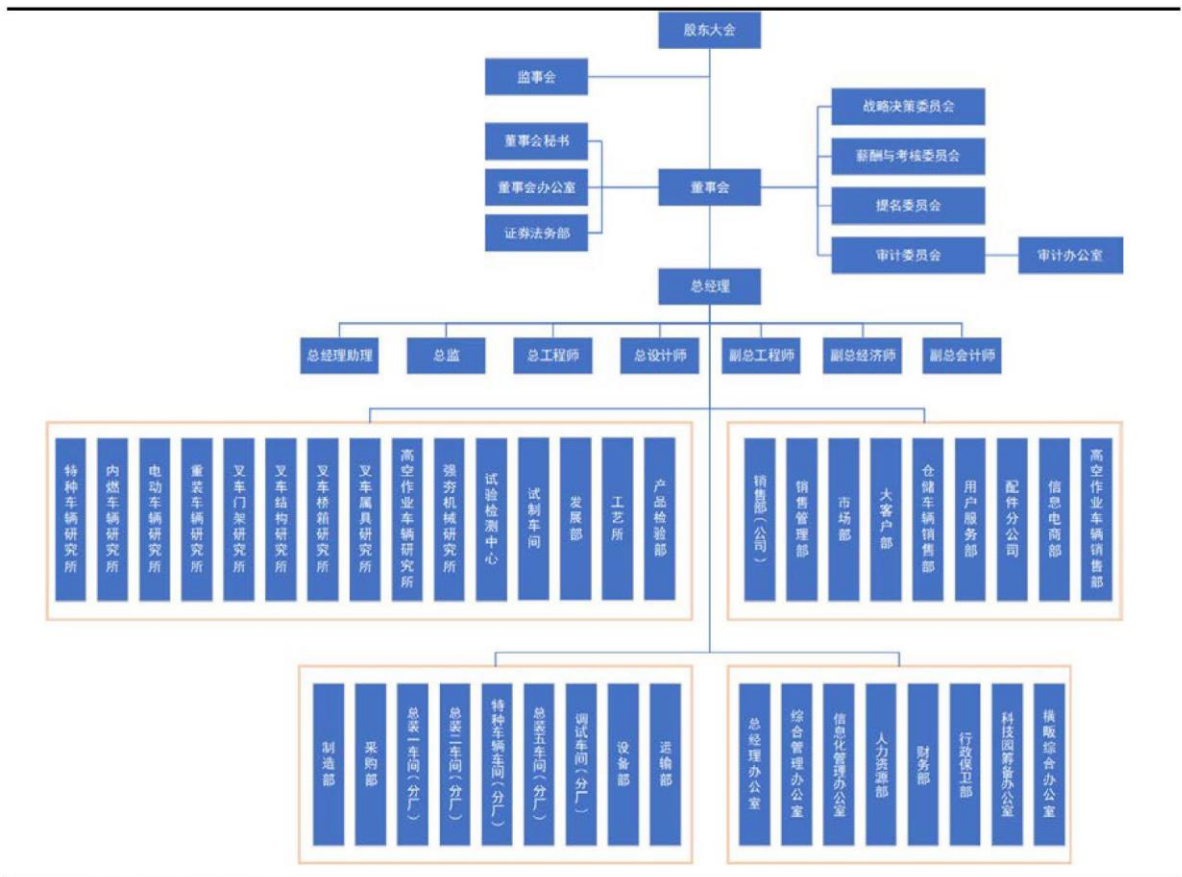 股东大会
监事会
战略决策委员会
董事会秘书
薪酬与考核委员会
董事会办公室
董事会
提名委员会
证券法务部
审计委员会
审计办公室
总经理
总经理助理
总监
总工程师
总设计师
副总工程师
副总经济师
副总会计师
特种车辆研究所
内燃车辆研究所
电动车辆研究所
重装车辆研究所
叉车门架研究所
叉车结构研究所
叉车桥箱研究所
叉车属具研究所
高空作业车辆研究所
强夯机械研究所
试验检测中心
试制车间
发展部
工艺所
产品检验部
销售部（公司）
销售管理部
市场部
大客户部
仓储车辆销售部
用户服务部
配件分公司
信息电商部
高空作业车辆销售部
制造部
采购部
总装一车间（分厂）
总装二车间（分厂）
特种车辆车间（分厂）
总装五车间（分厂）
调试车间（分厂）
设备部
运输部
总经理办公室
综合管理办公室
信息化管理办公室
人力资源部
财务部
行政保卫部
科技园筹备办公室
横畈综合办公室